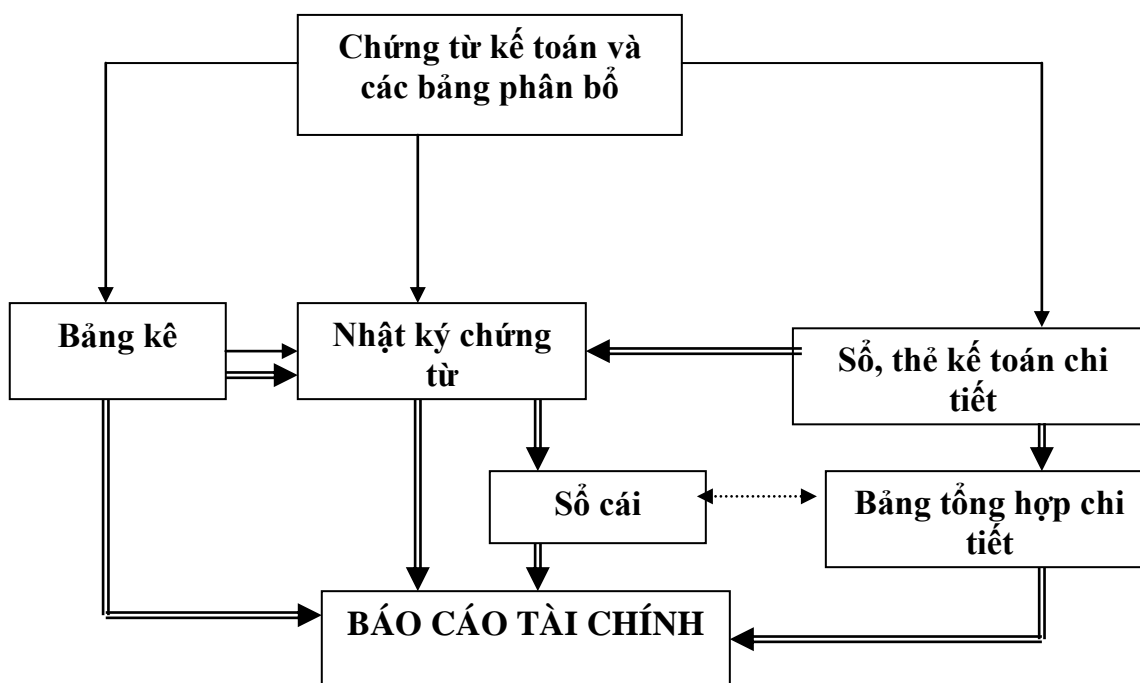 Chứng từ kế toán và
các bảng phân bổ
Bảng kê
Nhật ký chứng
từ
Sổ, thẻ kế toán chi
tiết
Sổ cái
Bảng tổng hợp chi
tiết
BÁO CÁO TÀI CHÍNH